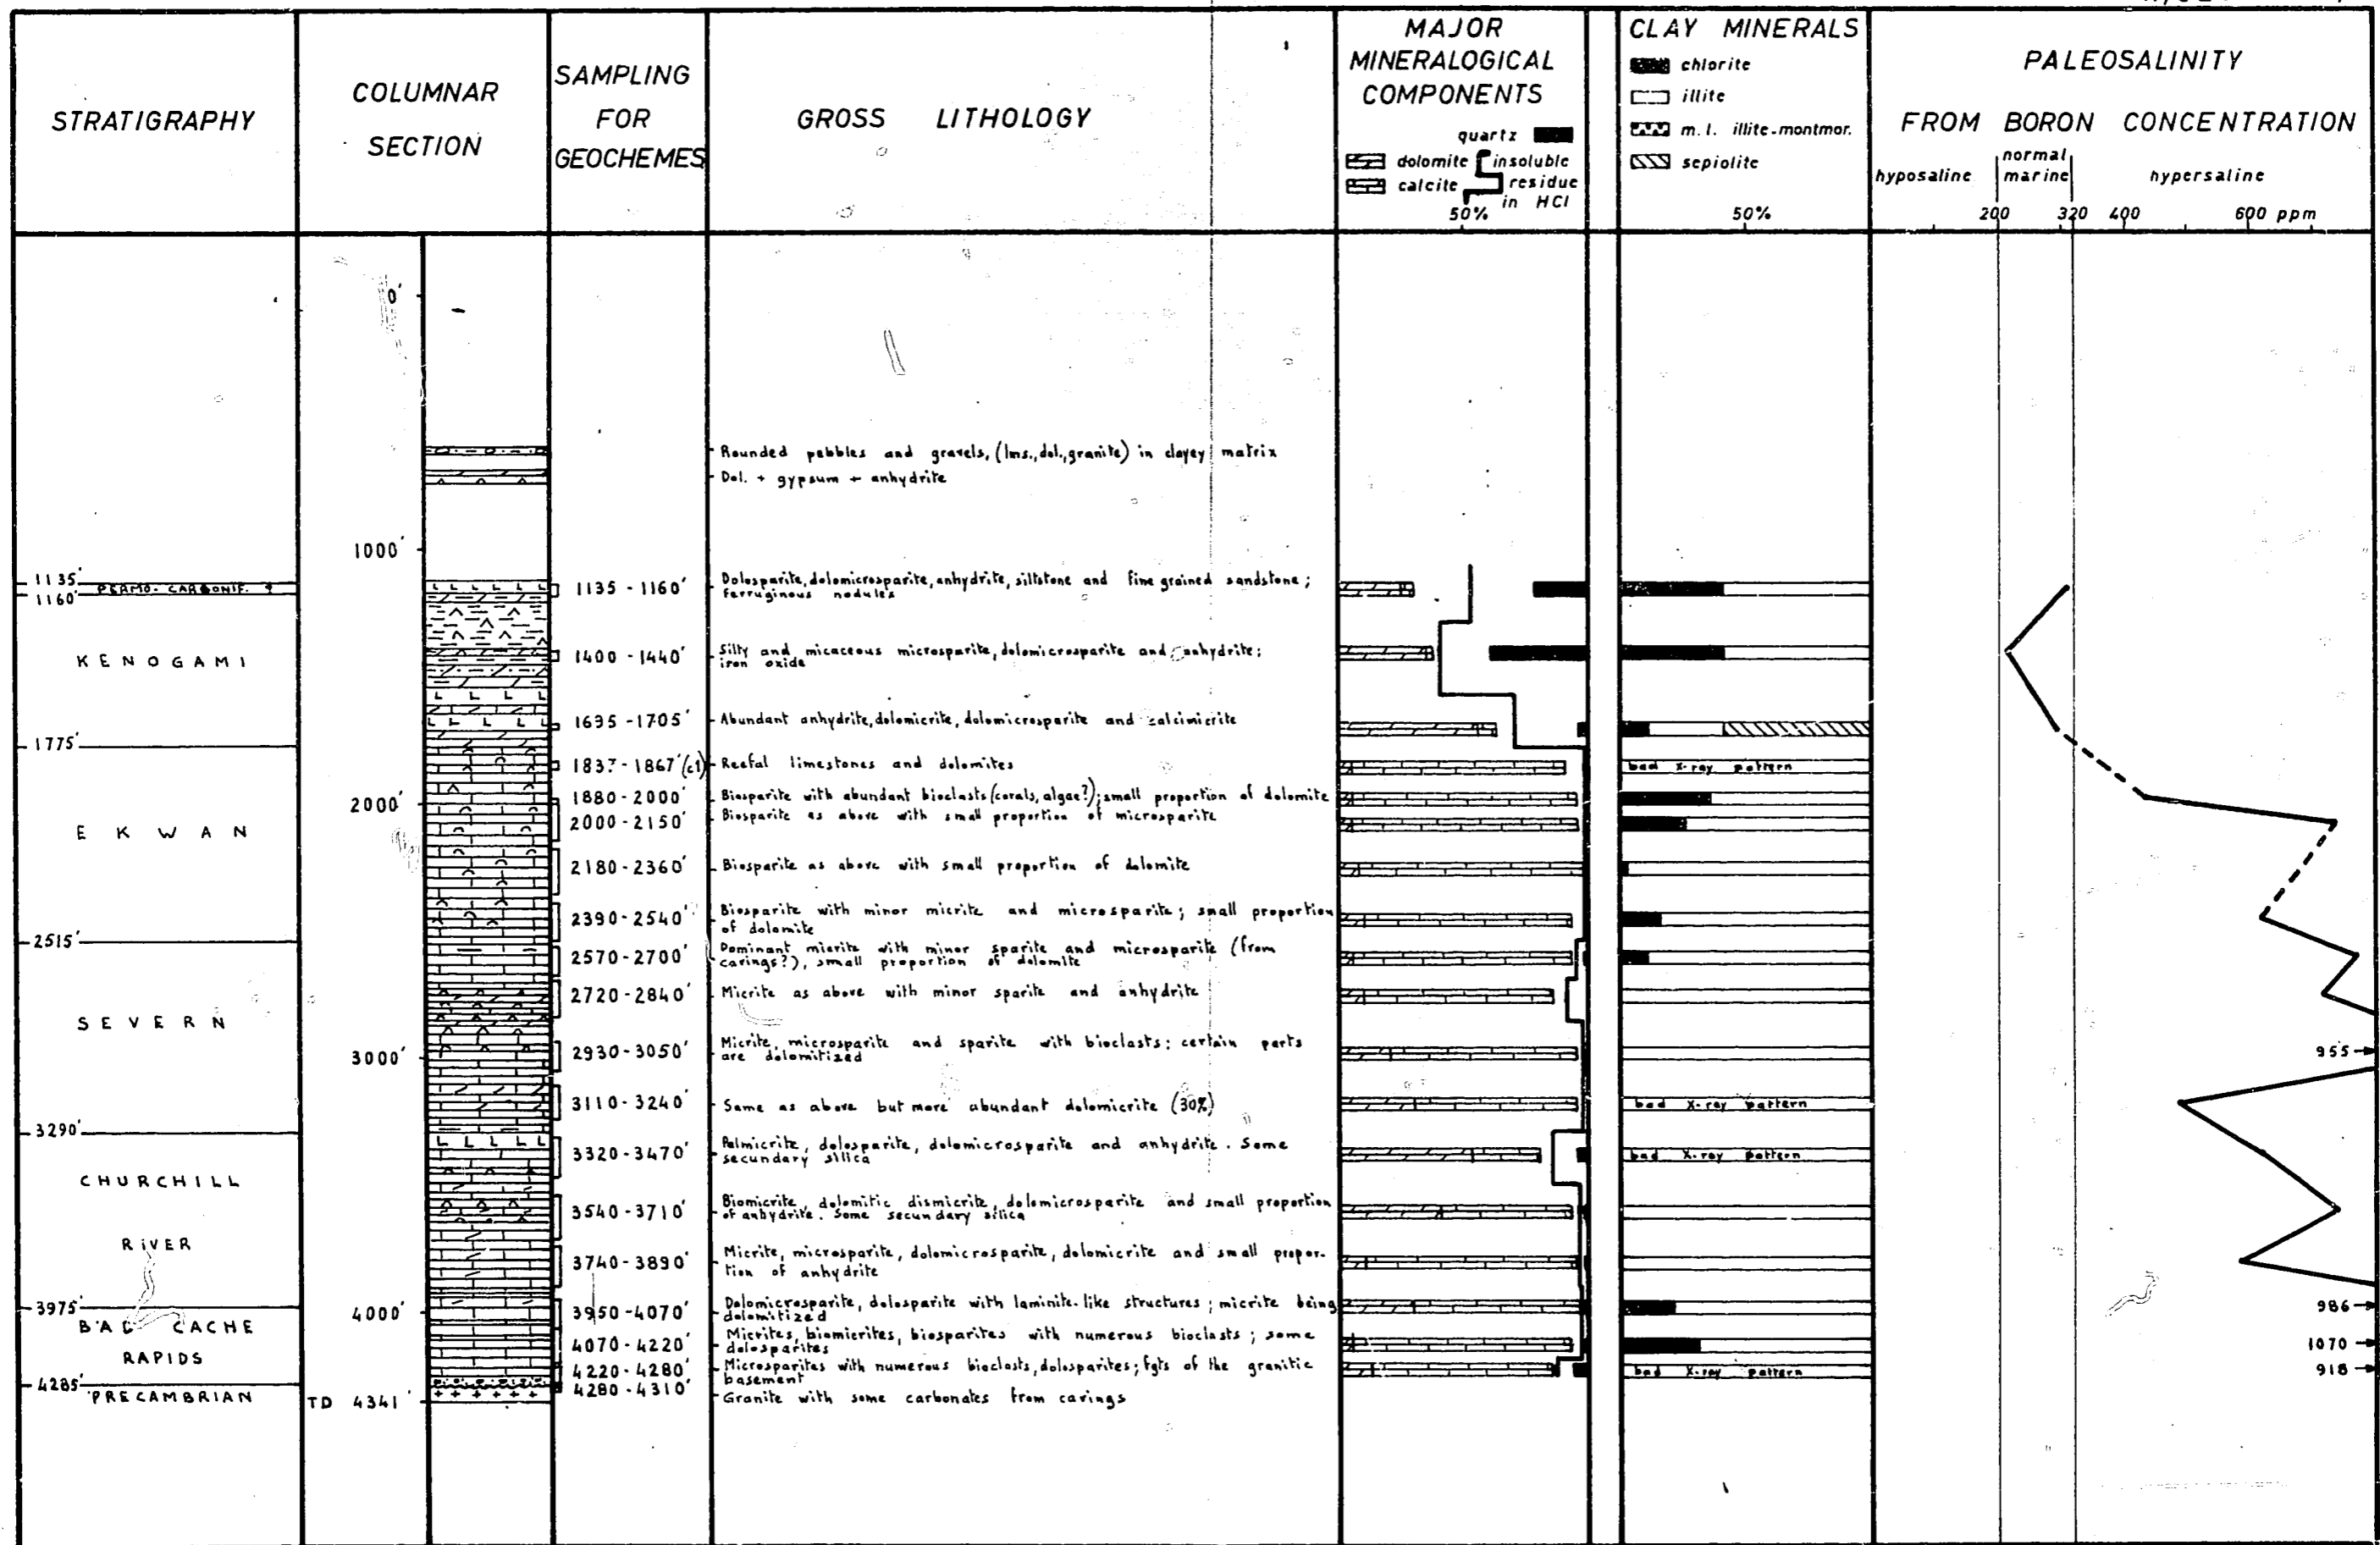 STRATIGRAPHY
COLUMNAR
SECTION
SAMPLING
FOR
GEOCHEMES
GROSS LITHOLOGY
MAJOR
MINERALOGICAL
COMPONENTS
quartz
dolomite
insoluble
calcite
residue
in HCl
50%
CLAY MINERALS
chlorite
illite
m.l. illite-montmor.
sepiolite
50%
PALEOSALINITY
FROM BORON CONCENTRATION
hyposaline
normal
marine
hypersaline
200 320 400 600 ppm
0'
Rounded pebbles and gravels, (lms., dol., granite) in clayey matrix
Dol. + gypsum + anhydrite
1000'
1135'
PERMO-CARBONIF. ?
1160'
1135-1160'
Dolosparite, dolomicrosparite, anhydrite, siltstone and fine grained sandstone;
ferruginous nodules
KENOGAMI
1400-1440'
Silty and micaceous microsparite, dolomicrosparite and anhydrite;
iron oxide
1695-1705'
Abundant anhydrite, dolomicrite, dolomicrosparite and calcimicrite
1775'
1837-1867' (c1)
Reefal limestones and dolomites
bad X-ray pattern
1880-2000'
Biosparite with abundant bioclasts (corals, algae?); small proportion of dolomite
2000'
2000-2150'
Biosparite as above with small proportion of microsparite
EKWAN
2180-2360'
Biosparite as above with small proportion of dolomite
2390-2540'
Biosparite with minor micrite and microsparite; small proportion
of dolomite
2515'
2570-2700'
Dominant micrite with minor sparite and microsparite (from
cavings?), small proportion of dolomite
2720-2840'
Micrite as above with minor sparite and anhydrite
SEVERN
2930-3050'
Micrite, microsparite and sparite with bioclasts; certain parts
are dolomitized
955
3000'
3110-3240'
Same as above but more abundant dolomicrite (30%)
bad X-ray pattern
3290'
3320-3470'
Pelmicrite, dolosparite, dolomicrosparite and anhydrite. Some
secundary silica
bad X-ray pattern
CHURCHILL
3540-3710'
Biomicrite, dolomitic dismicrite, dolomicrosparite and small proportion
of anhydrite. Some secundary silica
RIVER
3740-3890'
Micrite, microsparite, dolomicrosparite, dolomicrite and small propor-
tion of anhydrite
3975'
3950-4070'
Dolomicrosparite, dolosparite with laminite-like structures; micrite being
dolomitized
986
4000'
BAD CACHE
RAPIDS
4070-4220'
Micrites, biomicrites, biosparites with numerous bioclasts; some
dolosparites
1070
4220-4280'
Microsparites with numerous bioclasts, dolosparites; fgts of the granitic
basement
bad X-ray pattern
918
4285'
PRECAMBRIAN
4280-4310'
Granite with some carbonates from cavings
TD 4341'